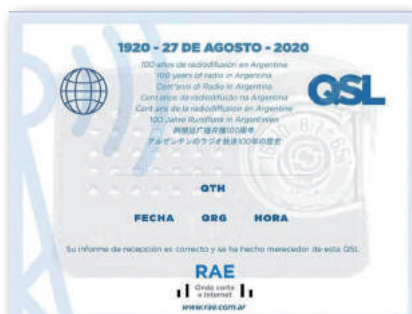 1920 - 27 DE AGOSTO - 2020
100 años de radiodifusión en Argentina
100 years of radio in Argentina
Cent'anni di Radio in Argentina
Cem anos de radiodifusão na Argentina
Cent ans de la radiodiffusion en Argentine
100 Jahre Rundfunk in Argentinien
阿根廷广播开播100周年
アルゼンチンのラジオ放送100年の歴史
QSL
QTH
FECHA QRG HORA
Su informe de recepción es correcto y se ha hecho merecedor de esta QSL
RAE
Onda corta
e Internet
www.rae.com.ar